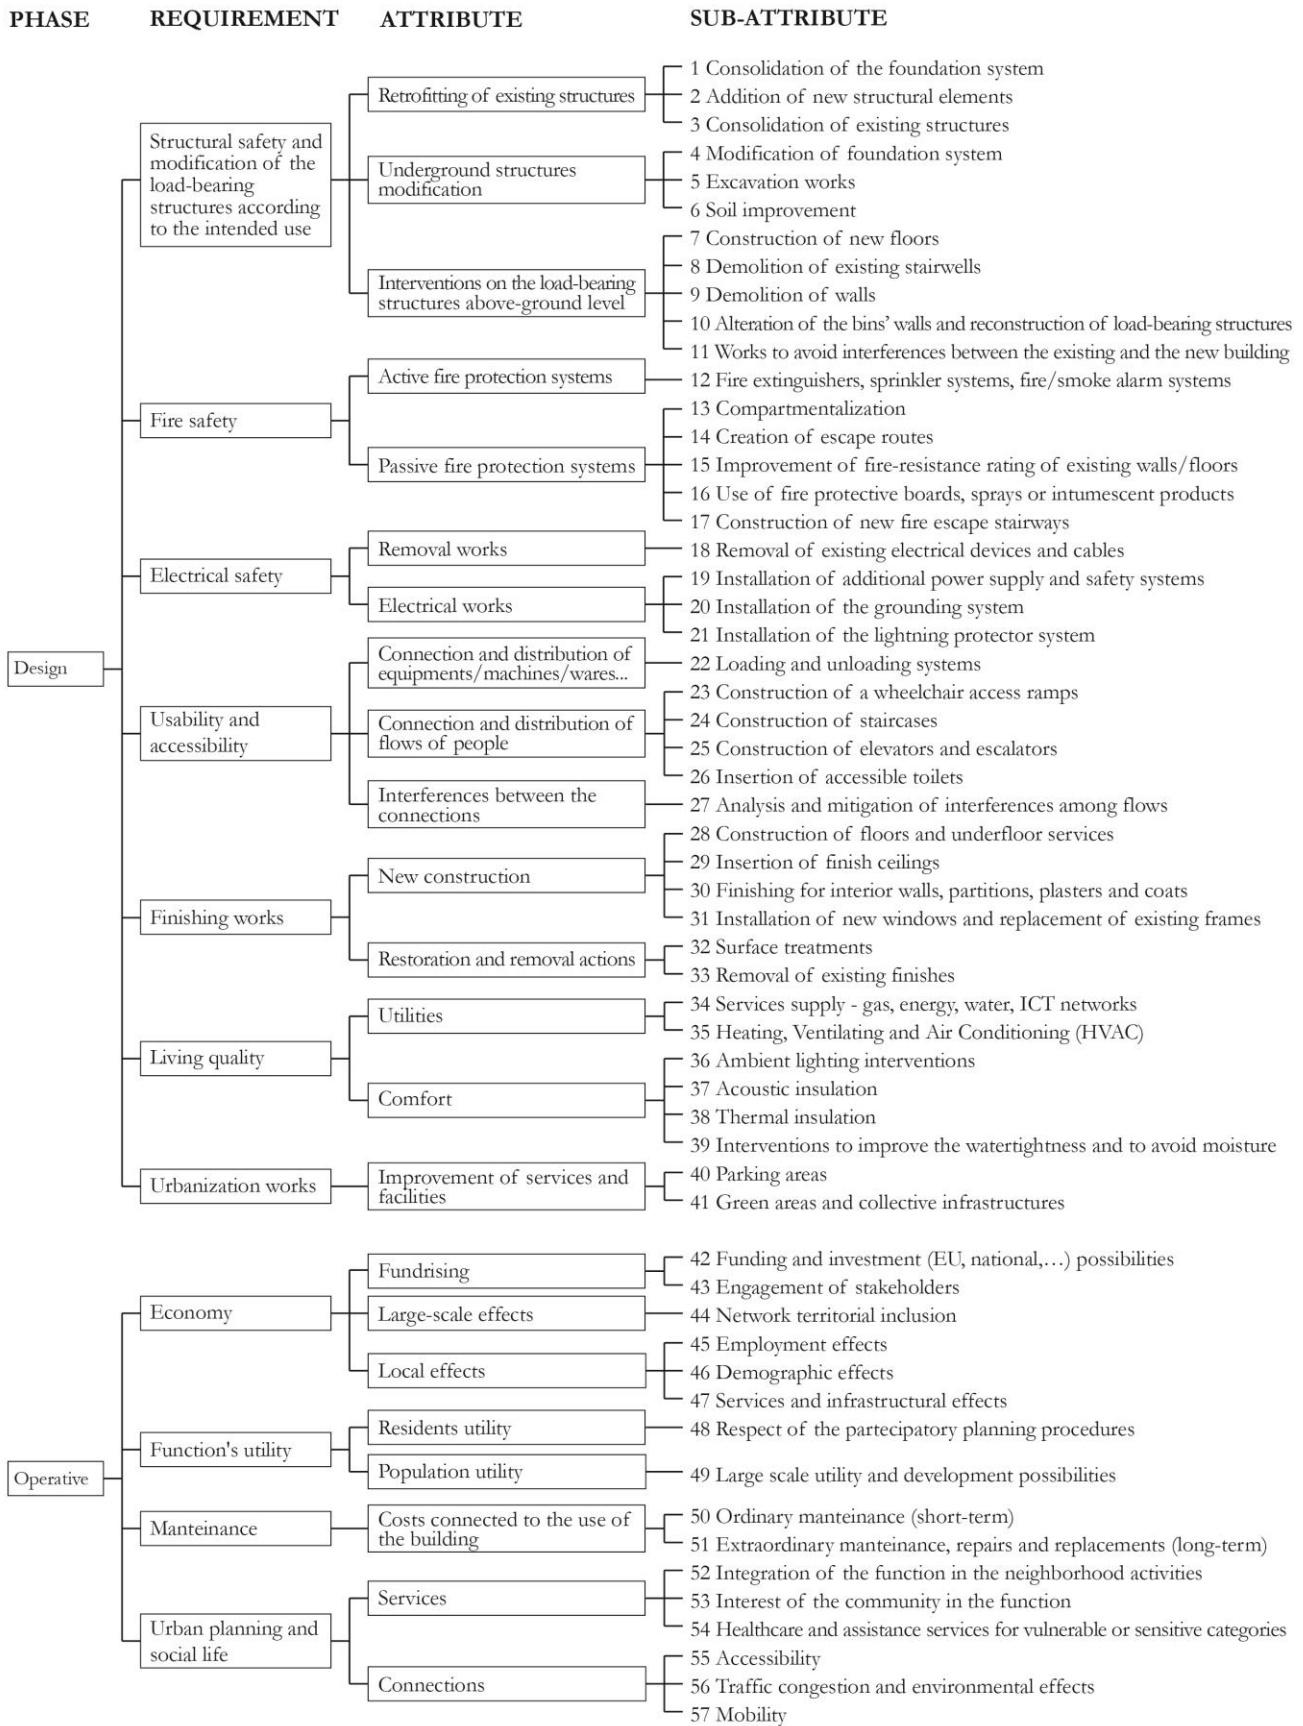 PHASE REQUIREMENT ATTRIBUTE SUB-ATTRIBUTE
Design
Structural safety and
modification of the
load-bearing
structures according
to the intended use
Retrofitting of existing structures
1 Consolidation of the foundation system
2 Addition of new structural elements
3 Consolidation of existing structures
Underground structures
modification
4 Modification of foundation system
5 Excavation works
6 Soil improvement
Interventions on the load-bearing
structures above-ground level
7 Construction of new floors
8 Demolition of existing stairwells
9 Demolition of walls
10 Alteration of the bins' walls and reconstruction of load-bearing structures
11 Works to avoid interferences between the existing and the new building
Fire safety
Active fire protection systems
12 Fire extinguishers, sprinkler systems, fire/smoke alarm systems
Passive fire protection systems
13 Compartmentalization
14 Creation of escape routes
15 Improvement of fire-resistance rating of existing walls/floors
16 Use of fire protective boards, sprays or intumescent products
17 Construction of new fire escape stairways
Electrical safety
Removal works
18 Removal of existing electrical devices and cables
Electrical works
19 Installation of additional power supply and safety systems
20 Installation of the grounding system
21 Installation of the lightning protector system
Usability and
accessibility
Connection and distribution of
equipments/machines/wares...
22 Loading and unloading systems
Connection and distribution of
flows of people
23 Construction of a wheelchair access ramps
24 Construction of staircases
25 Construction of elevators and escalators
26 Insertion of accessible toilets
Interferences between the
connections
27 Analysis and mitigation of interferences among flows
Finishing works
New construction
28 Construction of floors and underfloor services
29 Insertion of finish ceilings
30 Finishing for interior walls, partitions, plasters and coats
31 Installation of new windows and replacement of existing frames
Restoration and removal actions
32 Surface treatments
33 Removal of existing finishes
Living quality
Utilities
34 Services supply - gas, energy, water, ICT networks
35 Heating, Ventilating and Air Conditioning (HVAC)
Comfort
36 Ambient lighting interventions
37 Acoustic insulation
38 Thermal insulation
39 Interventions to improve the watertightness and to avoid moisture
Urbanization works
Improvement of services and
facilities
40 Parking areas
41 Green areas and collective infrastructures
Operative
Economy
Fundrising
42 Funding and investment (EU, national,…) possibilities
43 Engagement of stakeholders
Large-scale effects
44 Network territorial inclusion
Local effects
45 Employment effects
46 Demographic effects
47 Services and infrastructural effects
Function's utility
Residents utility
48 Respect of the partecipatory planning procedures
Population utility
49 Large scale utility and development possibilities
Manteinance
Costs connected to the use of
the building
50 Ordinary manteinance (short-term)
51 Extraordinary manteinance, repairs and replacements (long-term)
Urban planning and
social life
Services
52 Integration of the function in the neighborhood activities
53 Interest of the community in the function
54 Healthcare and assistance services for vulnerable or sensitive categories
Connections
55 Accessibility
56 Traffic congestion and environmental effects
57 Mobility